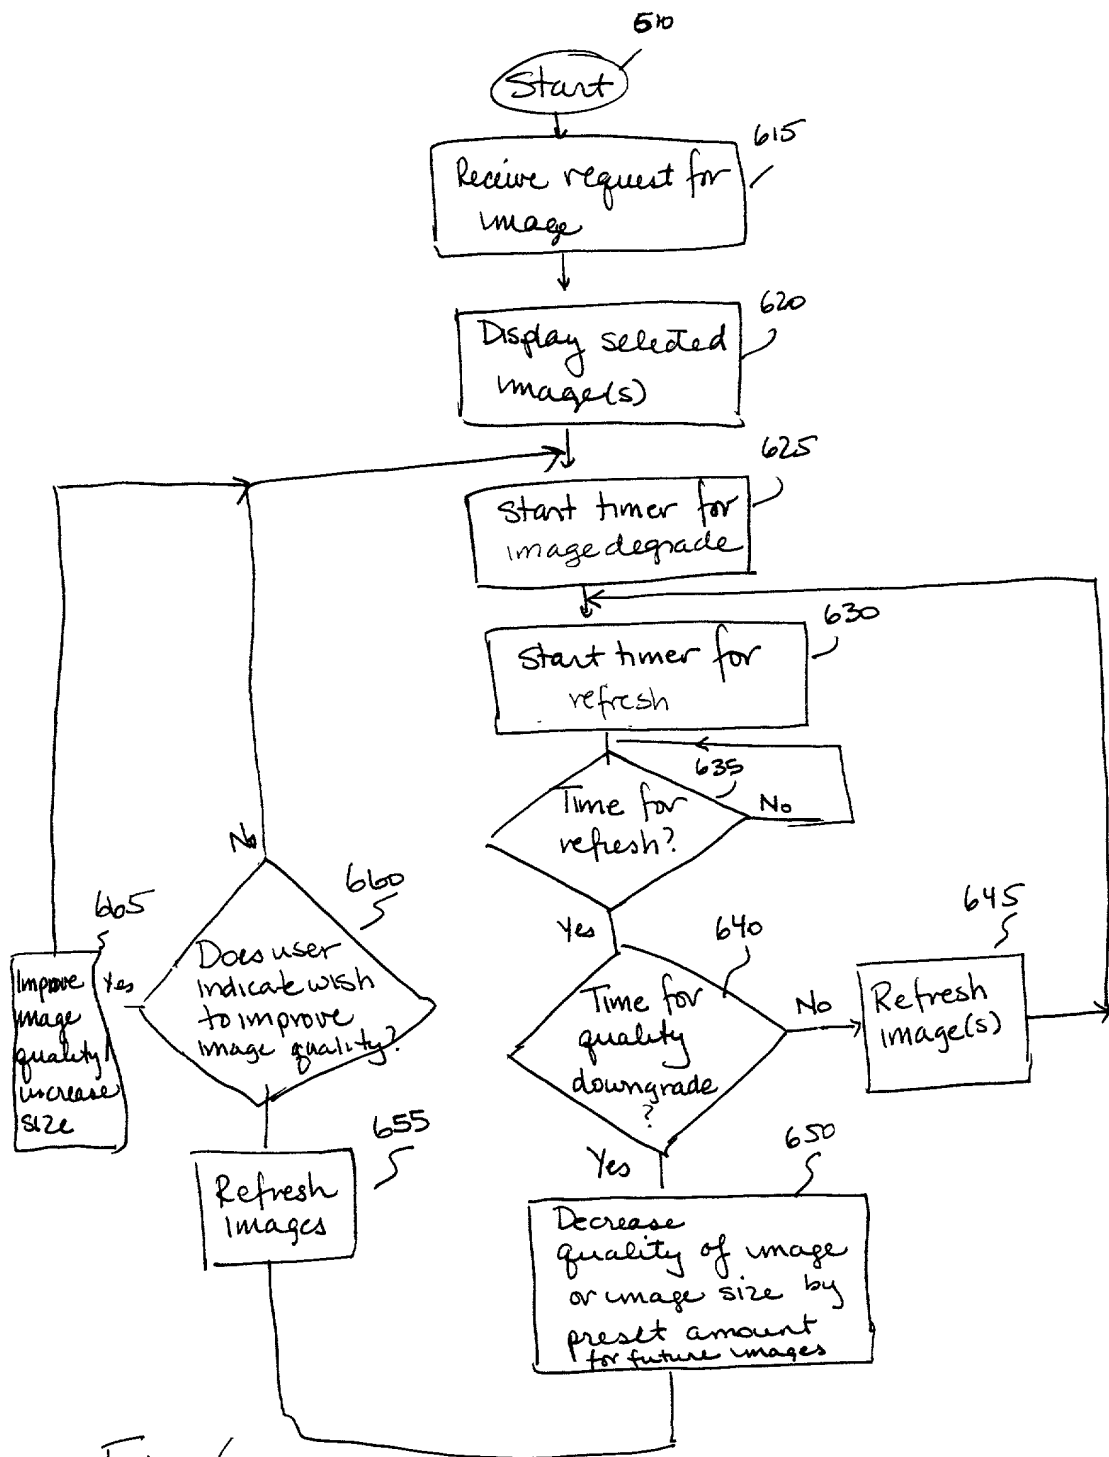 510
Start
615
Receive request for
image
620
Display selected
image(s)
625
Start timer for
image degrade
630
Start timer for
refresh
635
Time for
refresh?
No
Yes
640
Time for
quality
downgrade
?
No
645
Refresh
image(s)
Yes
650
Decrease
quality of image
or image size by
preset amount
for future images
655
Refresh
Images
660
Does user
indicate wish
to improve
image quality?
No
Yes
665
Improve
image
quality/
increase
size